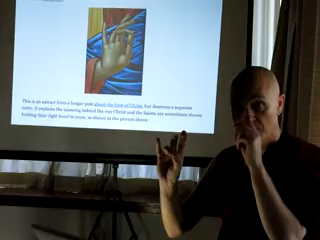 This is an extract from a longer post about the Icon of Christ, but deserves a separate
entry. It explains the meaning behind the way Christ and the Saints are sometimes shown
holding their right hand in icons, as shown in the picture above